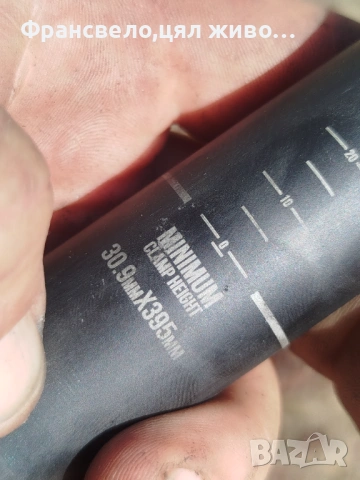 Франсвело,цял живо...
20
10
0
MINIMUM
CLAMP HEIGHT
30.9MMX395MM
BAZAR
bg